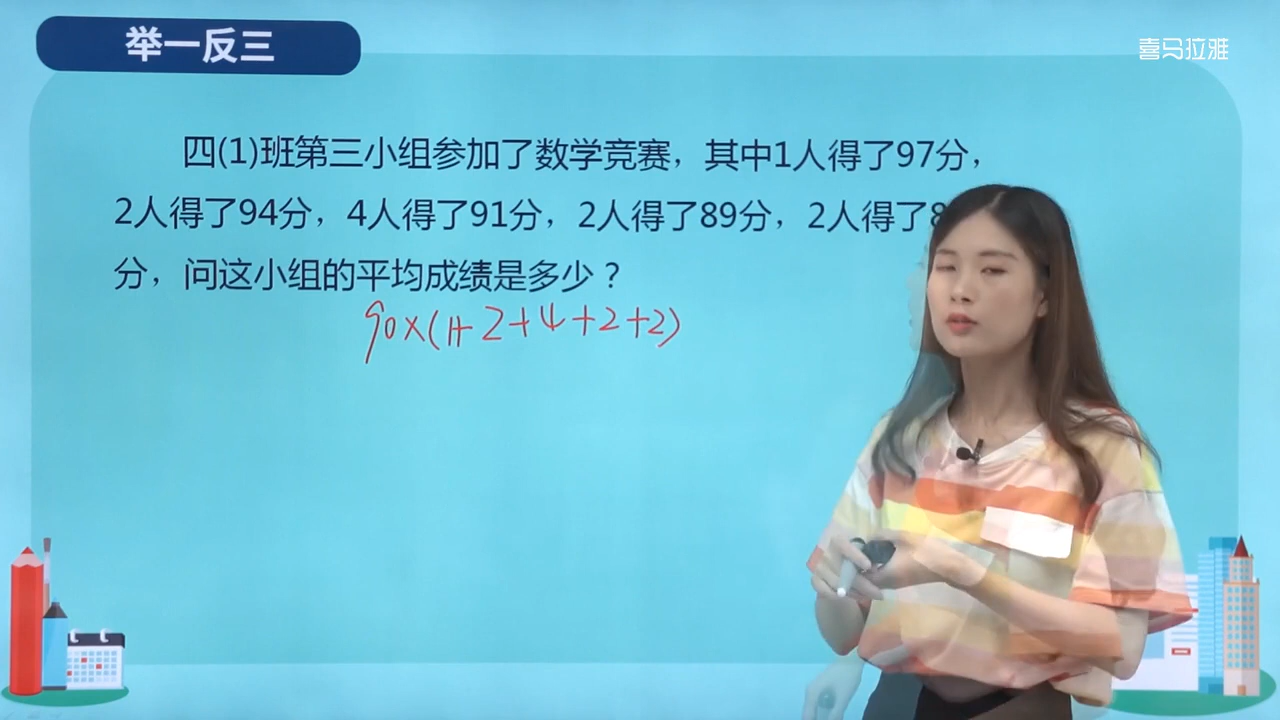 举一反三
喜马拉雅
四(1)班第三小组参加了数学竞赛，其中1人得了97分，
2人得了94分，4人得了91分，2人得了89分，2人得了8
分，问这小组的平均成绩是多少？
90×(1+2+4+2+2)